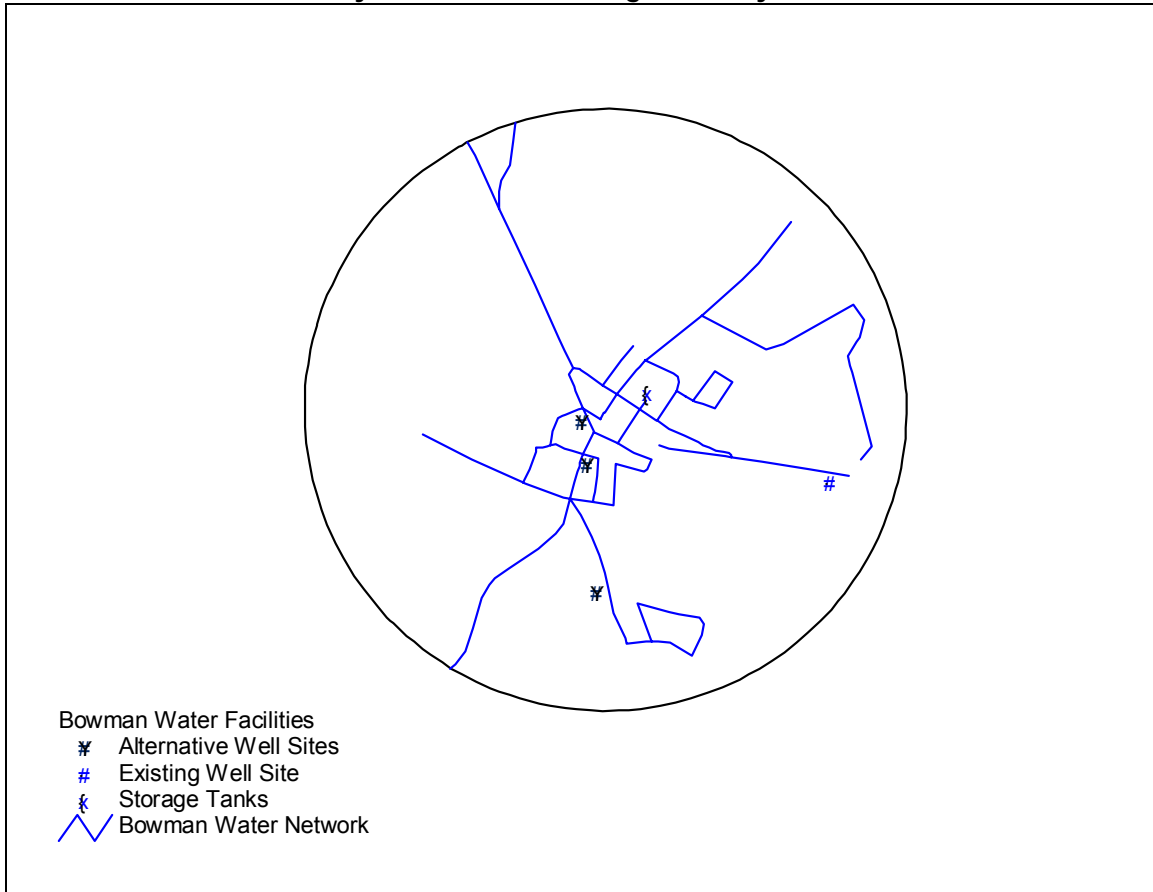 Bowman Water Facilities
Alternative Well Sites
# Existing Well Site
Storage Tanks
Bowman Water Network